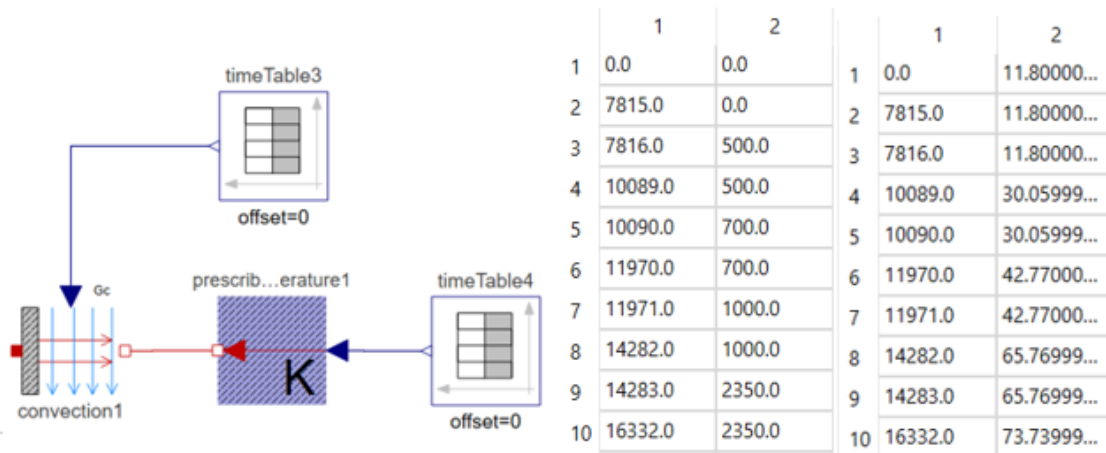 timeTable3
offset=0
Gc
convection1
prescrib...erature1
K
timeTable4
offset=0
1 2
1 0.0 0.0
2 7815.0 0.0
3 7816.0 500.0
4 10089.0 500.0
5 10090.0 700.0
6 11970.0 700.0
7 11971.0 1000.0
8 14282.0 1000.0
9 14283.0 2350.0
10 16332.0 2350.0
1 2
1 0.0 11.80000...
2 7815.0 11.80000...
3 7816.0 11.80000...
4 10089.0 30.05999...
5 10090.0 30.05999...
6 11970.0 42.77000...
7 11971.0 42.77000...
8 14282.0 65.76999...
9 14283.0 65.76999...
10 16332.0 73.73999...